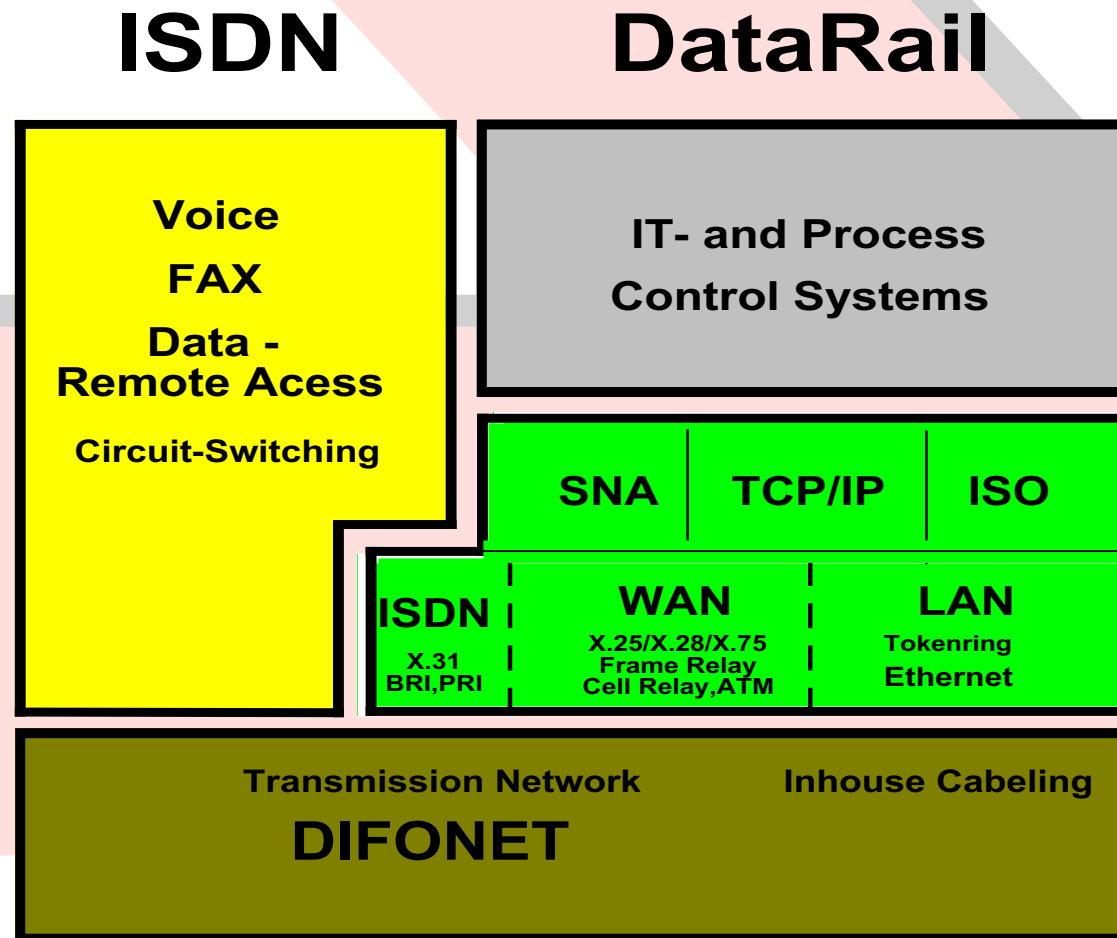 ISDN
DataRail
Voice
FAX
Data -
Remote Acess
Circuit-Switching
IT- and Process
Control Systems
SNA
TCP/IP
ISO
ISDN
X.31
BRI,PRI
WAN
X.25/X.28/X.75
Frame Relay
Cell Relay,ATM
LAN
Tokenring
Ethernet
Transmission Network
Inhouse Cabeling
DIFONET